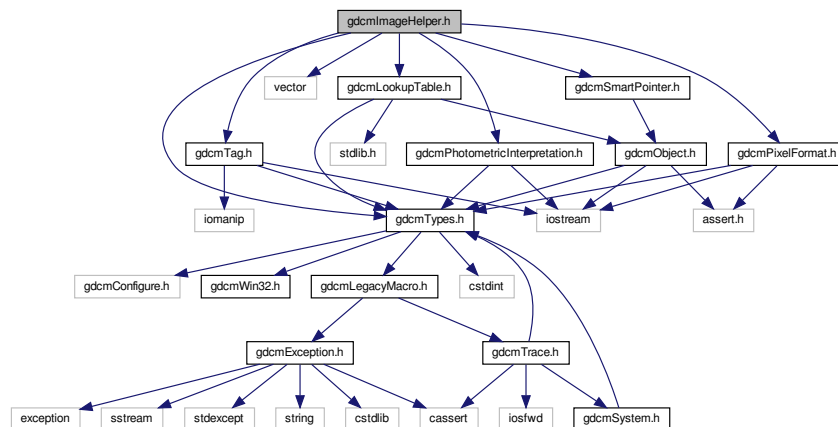 gdcmImageHelper.h
vector
gdcmLookupTable.h
gdcmSmartPointer.h
gdcmTag.h
stdlib.h
gdcmPhotometricInterpretation.h
gdcmObject.h
gdcmPixelFormat.h
iomanip
gdcmTypes.h
iostream
assert.h
gdcmConfigure.h
gdcmWin32.h
gdcmLegacyMacro.h
cstdint
gdcmException.h
gdcmTrace.h
exception
sstream
stdexcept
string
cstdlib
cassert
iosfwd
gdcmSystem.h